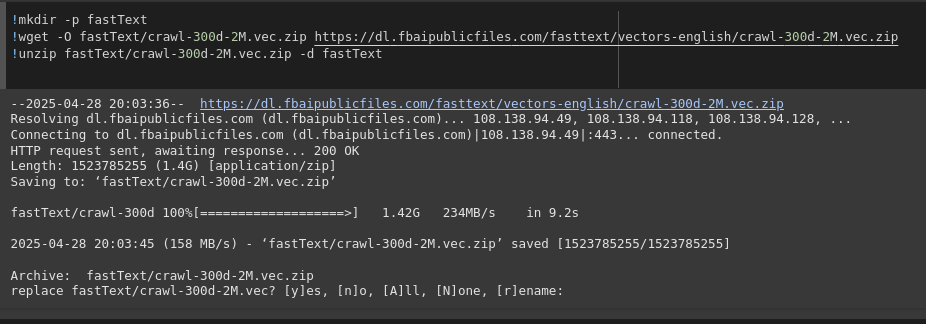 !mkdir -p fastText
!wget -O fastText/crawl-300d-2M.vec.zip https://dl.fbaipublicfiles.com/fasttext/vectors-english/crawl-300d-2M.vec.zip
!unzip fastText/crawl-300d-2M.vec.zip -d fastText
--2025-04-28 20:03:36--  https://dl.fbaipublicfiles.com/fasttext/vectors-english/crawl-300d-2M.vec.zip
Resolving dl.fbaipublicfiles.com (dl.fbaipublicfiles.com)... 108.138.94.49, 108.138.94.118, 108.138.94.128, ...
Connecting to dl.fbaipublicfiles.com (dl.fbaipublicfiles.com)|108.138.94.49|:443... connected.
HTTP request sent, awaiting response... 200 OK
Length: 1523785255 (1.4G) [application/zip]
Saving to: ‘fastText/crawl-300d-2M.vec.zip’
fastText/crawl-300d 100%[===================>]   1.42G   234MB/s    in 9.2s
2025-04-28 20:03:45 (158 MB/s) - ‘fastText/crawl-300d-2M.vec.zip’ saved [1523785255/1523785255]
Archive:  fastText/crawl-300d-2M.vec.zip
replace fastText/crawl-300d-2M.vec? [y]es, [n]o, [A]ll, [N]one, [r]ename: